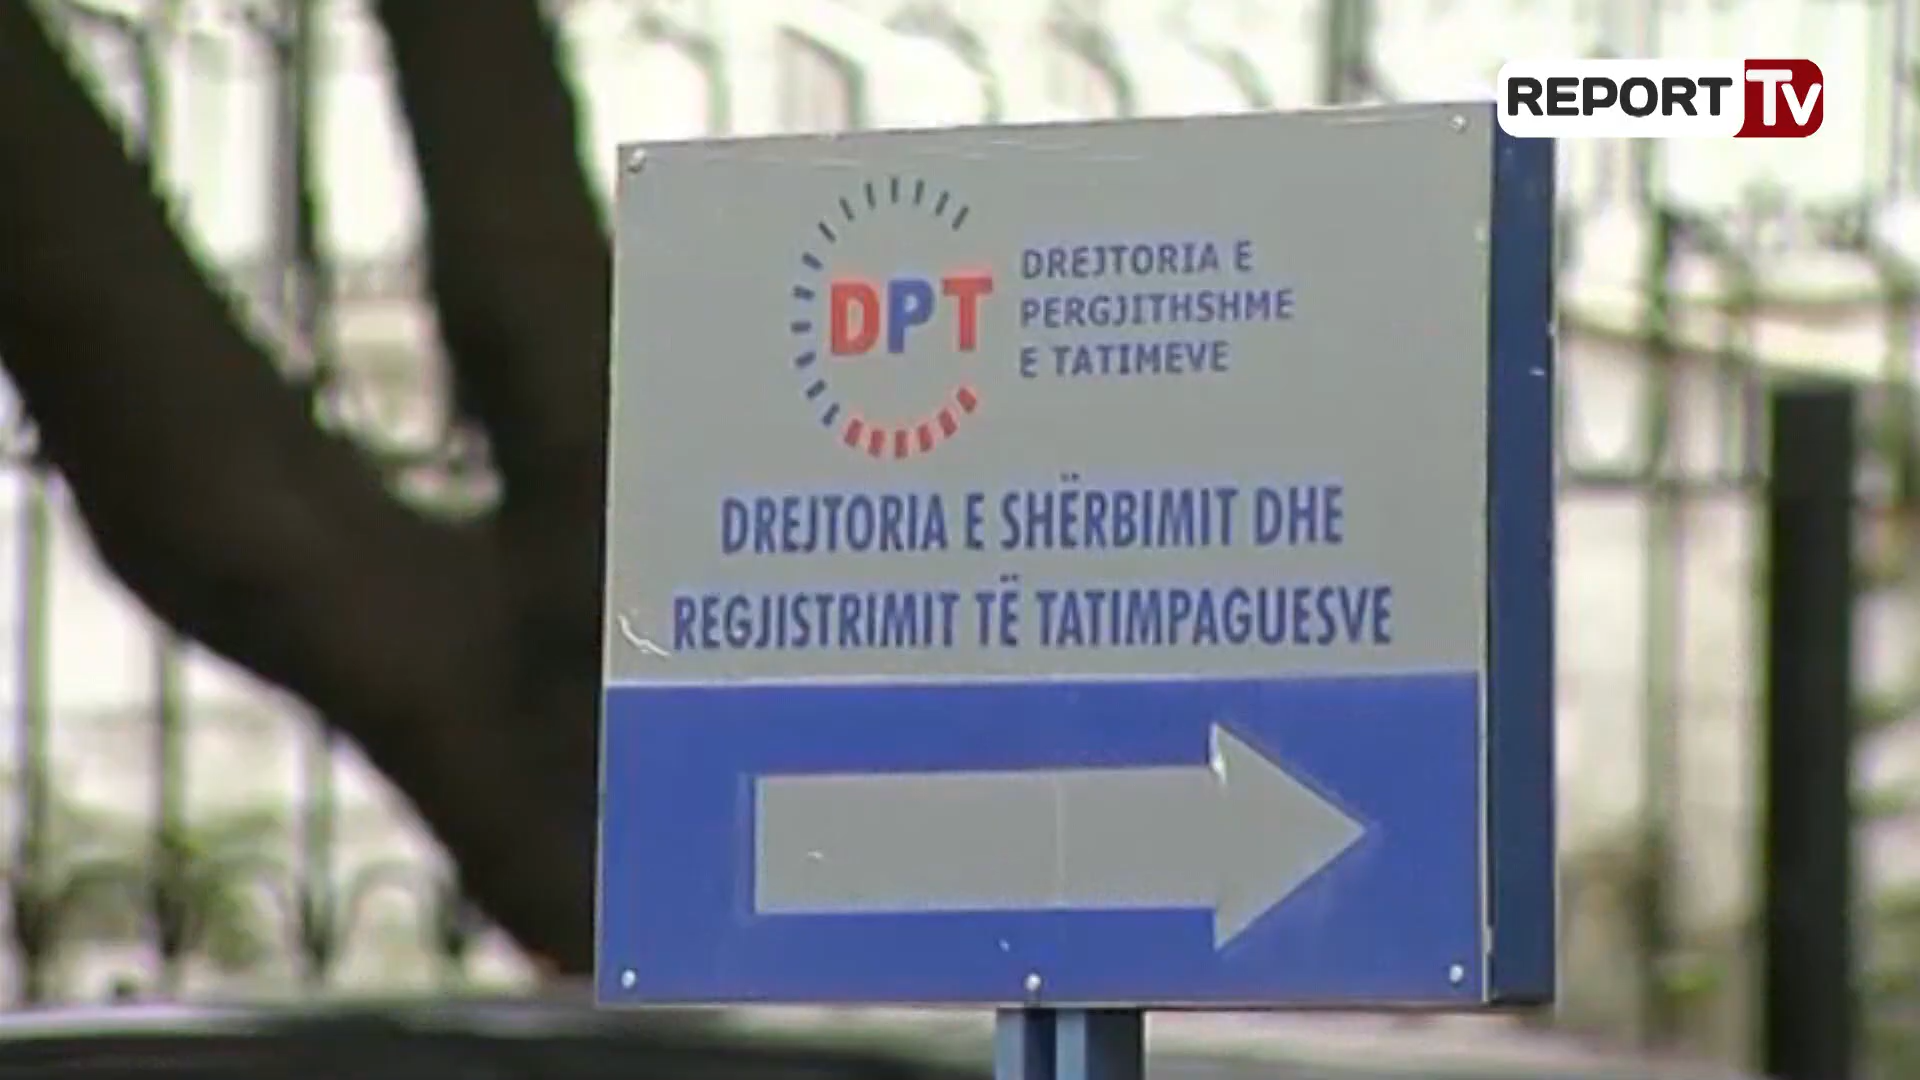 REPORT Tv
DPT
DREJTORIA E
PERGJITHSHME
E TATIMEVE
DREJTORIA E SHËRBIMIT DHE
REGJISTRIMIT TË TATIMPAGUESVE